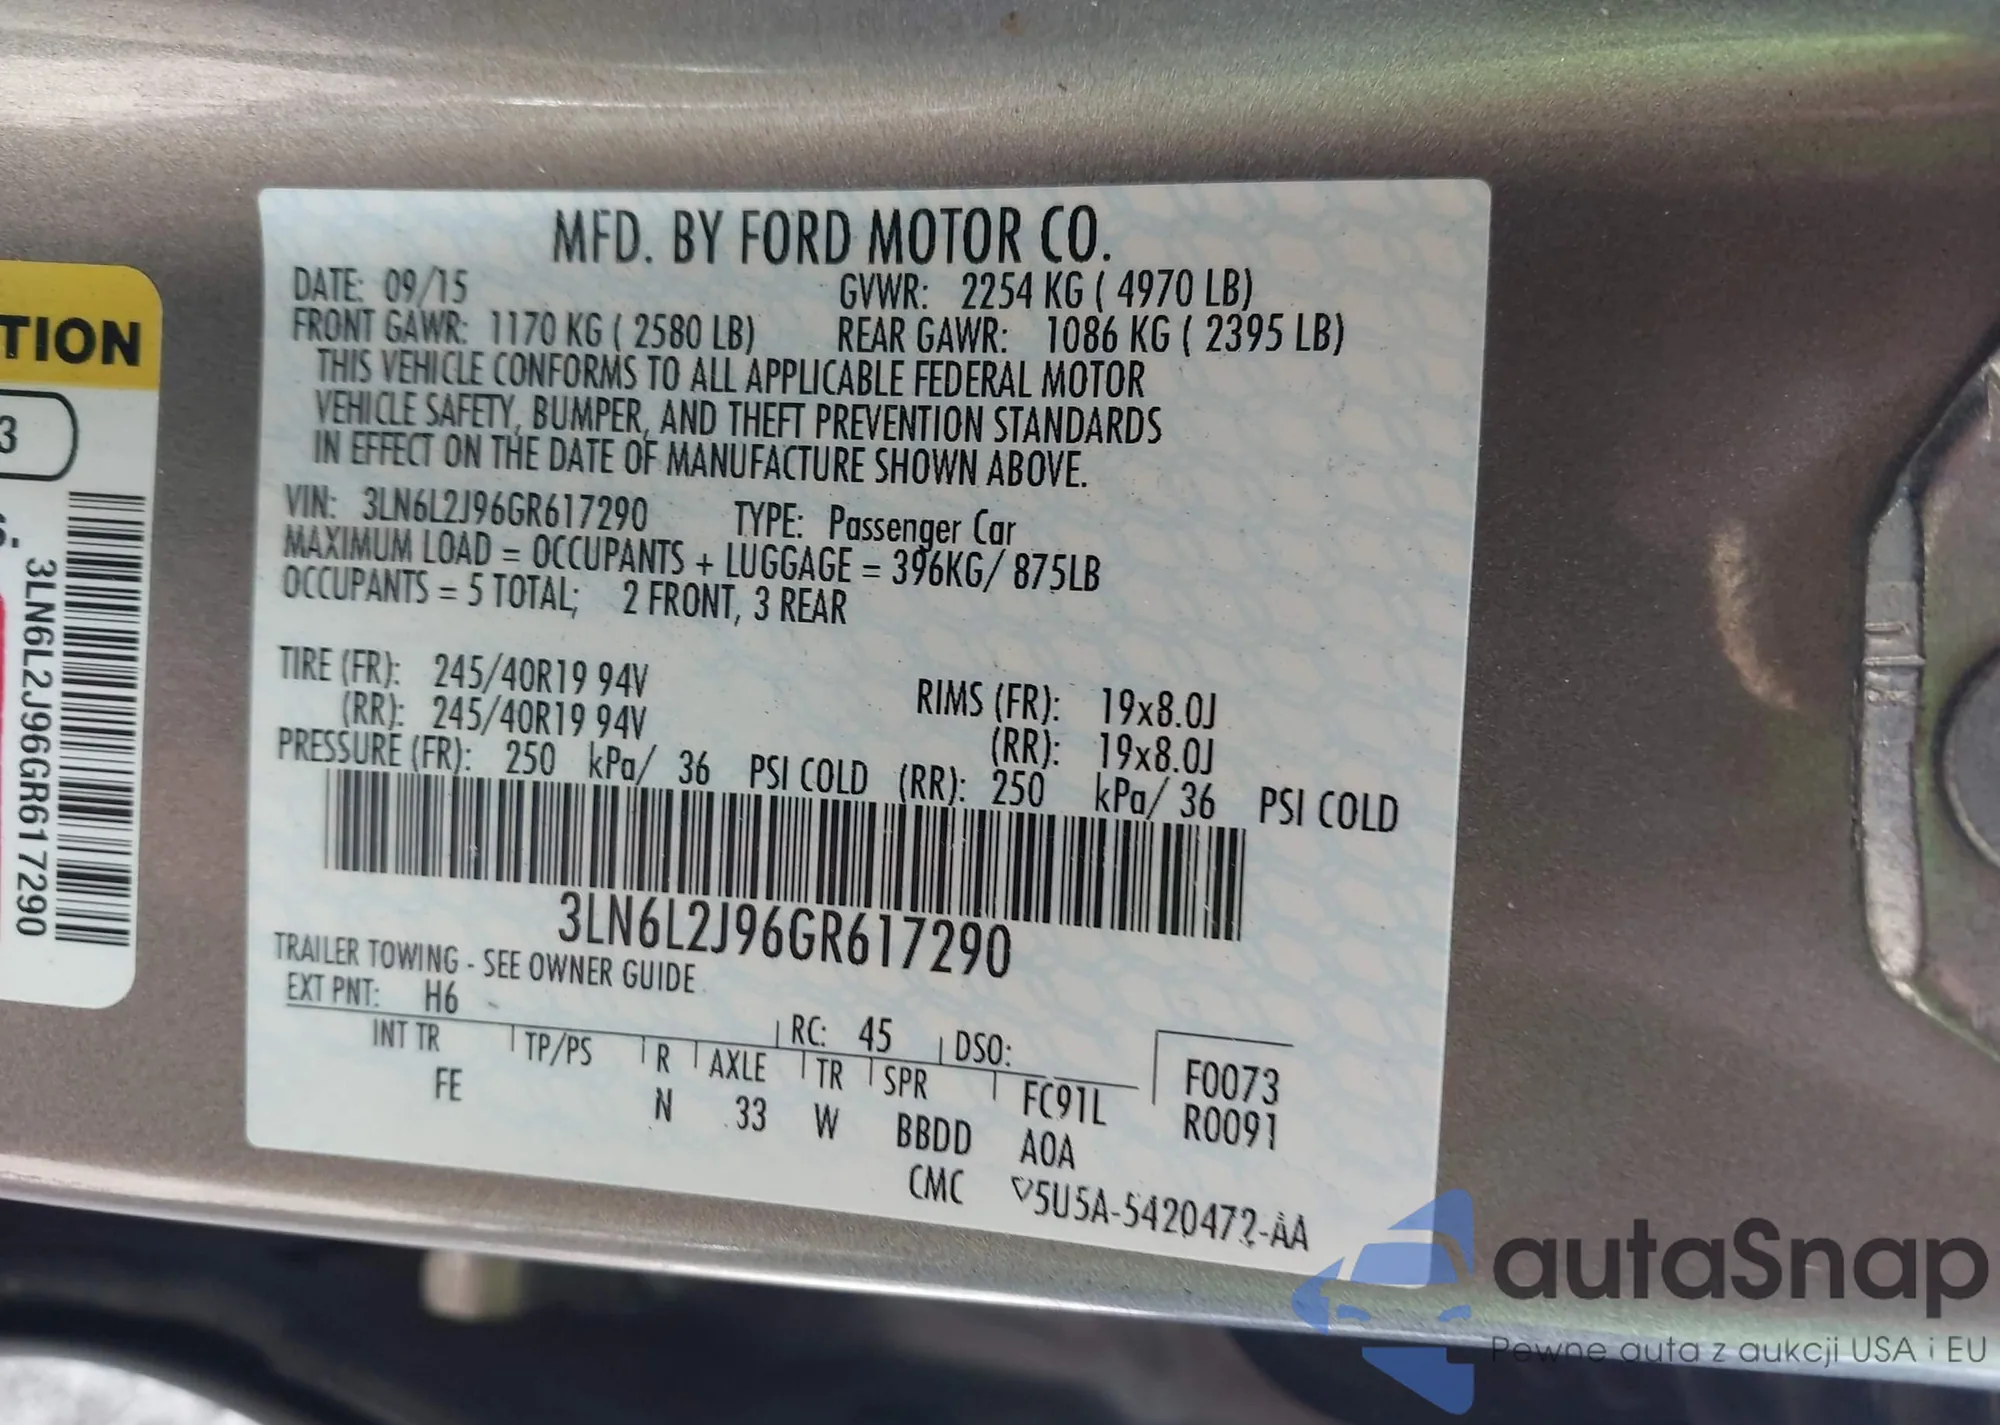 MFD. BY FORD MOTOR CO.
DATE: 09/15 GVWR: 2254 KG ( 4970 LB)
FRONT GAWR: 1170 KG ( 2580 LB) REAR GAWR: 1086 KG ( 2395 LB)
THIS VEHICLE CONFORMS TO ALL APPLICABLE FEDERAL MOTOR
VEHICLE SAFETY, BUMPER, AND THEFT PREVENTION STANDARDS
IN EFFECT ON THE DATE OF MANUFACTURE SHOWN ABOVE.
VIN: 3LN6L2J96GR617290 TYPE: Passenger Car
MAXIMUM LOAD = OCCUPANTS + LUGGAGE = 396KG/ 875LB
OCCUPANTS = 5 TOTAL; 2 FRONT, 3 REAR
TIRE (FR): 245/40R19 94V RIMS (FR): 19x8.0J
(RR): 245/40R19 94V (RR): 19x8.0J
PRESSURE (FR): 250 kPa/ 36 PSI COLD (RR): 250 kPa/ 36 PSI COLD
3LN6L2J96GR617290
TRAILER TOWING - SEE OWNER GUIDE
EXT PNT: H6 RC: 45 DSO:
INT TR TP/PS R AXLE TR SPR FC91L F0073
FE N 33 W BBDD A0A R0091
CMC 5U5A-5420472-AA
TION
3
3LN6L2J96GR617290
autaSnap
Pewne auta z aukcji USA i EU